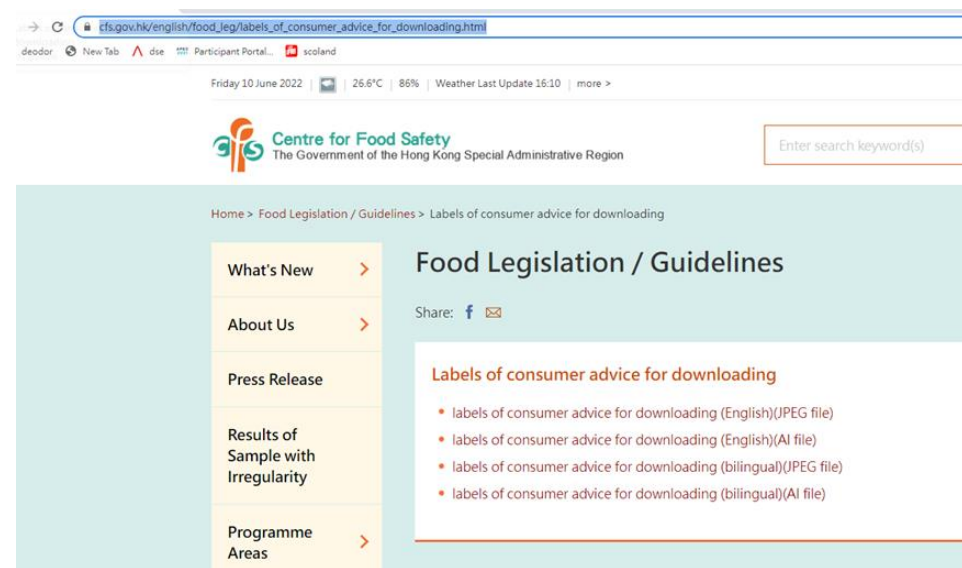 cfs.gov.hk/english/food_leg/labels_of_consumer_advice_for_downloading.html
deodor New Tab dse Participant Portal... scoland
Friday 10 June 2022 | 26.6°C | 86% | Weather Last Update 16:10 | more >
cfs
Centre for Food Safety
The Government of the Hong Kong Special Administrative Region
Enter search keyword(s)
Home > Food Legislation / Guidelines > Labels of consumer advice for downloading
What's New
About Us
Press Release
Results of
Sample with
Irregularity
Programme
Areas
Food Legislation / Guidelines
Share:
Labels of consumer advice for downloading
• labels of consumer advice for downloading (English)(JPEG file)
• labels of consumer advice for downloading (English)(AI file)
• labels of consumer advice for downloading (bilingual)(JPEG file)
• labels of consumer advice for downloading (bilingual)(AI file)